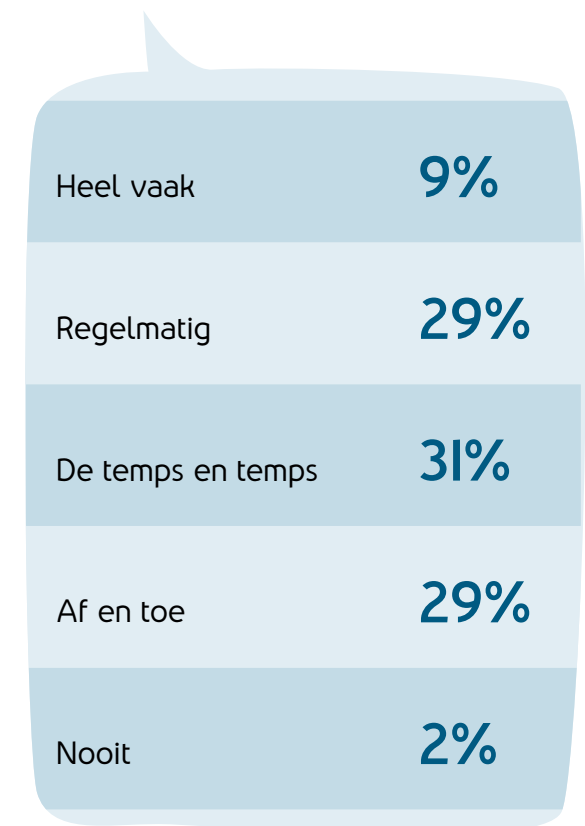 Heel vaak 9%
Regelmatig 29%
De temps en temps 31%
Af en toe 29%
Nooit 2%